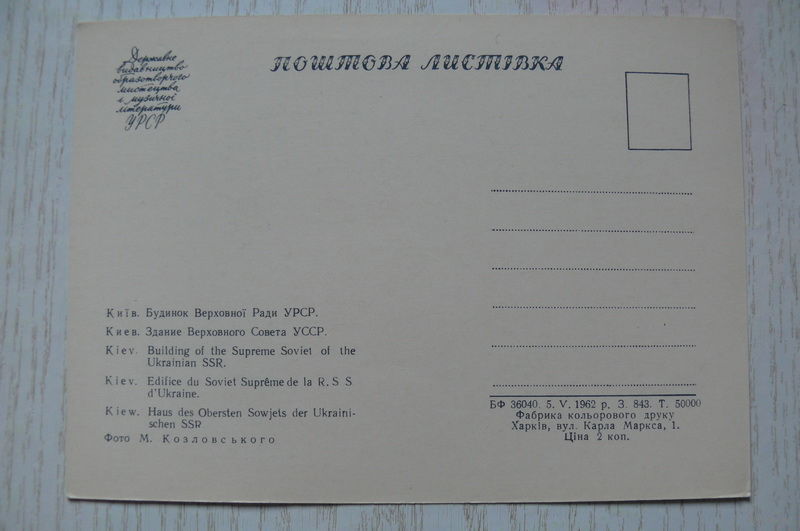 Державне
видавництво
образотворчого
мистецтва
і музичної
літератури
УРСР
ПОШТОВА ЛИСТІВКА
Київ. Будинок Верховної Ради УРСР.
Киев. Здание Верховного Совета УССР.
Kiev. Building of the Supreme Soviet of the
Ukrainian SSR.
Kiev. Edifice du Soviet Suprême de la R. S S
d'Ukraine.
Kiew. Haus des Obersten Sowjets der Ukraini-
schen SSR
Фото М. Козловського
БФ 36040. 5. V. 1962 р. З. 843. Т. 50000
Фабрика кольорового друку
Харків, вул. Карла Маркса, 1.
Ціна 2 коп.